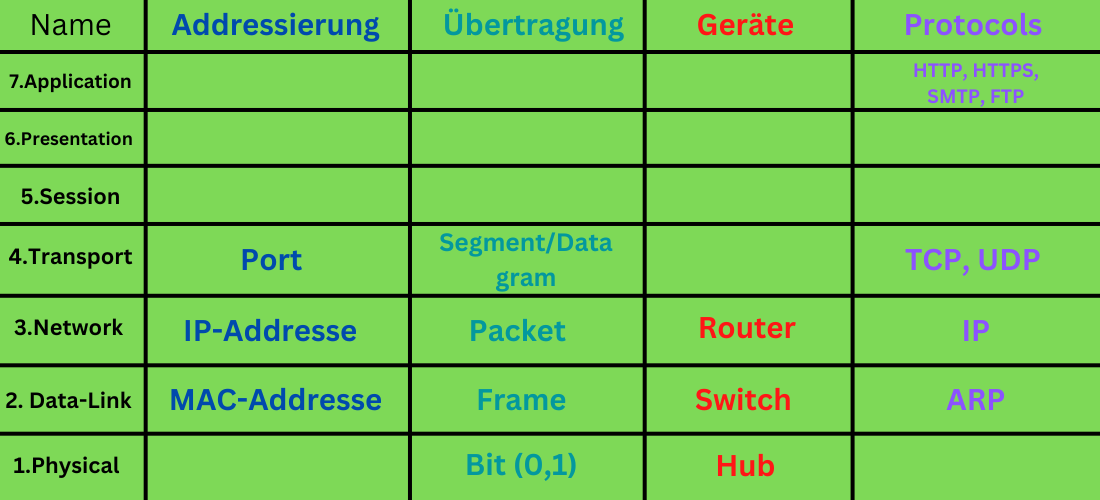 Name Addressierung Übertragung Geräte Protocols
7.Application HTTP, HTTPS,
SMTP, FTP
6.Presentation
5.Session
4.Transport Port Segment/Data
gram TCP, UDP
3.Network IP-Addresse Packet Router IP
2. Data-Link MAC-Addresse Frame Switch ARP
1.Physical Bit (0,1) Hub